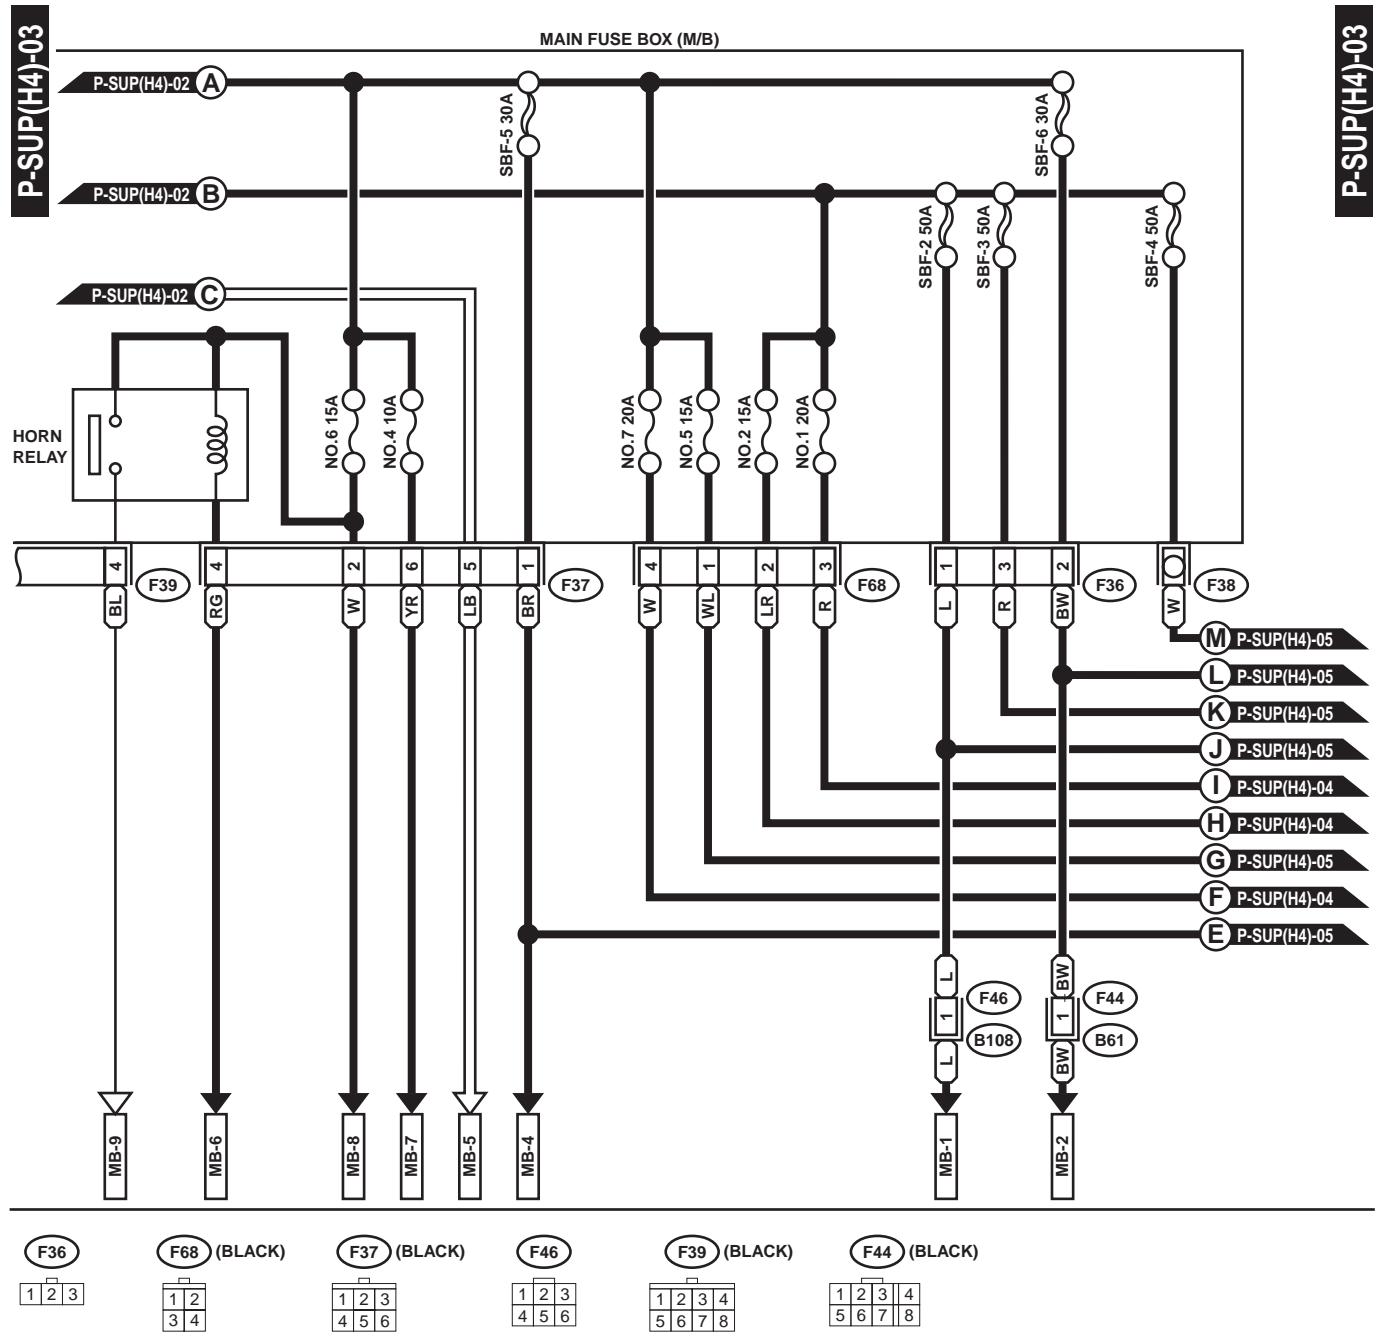 P-SUP(H4)-03
MAIN FUSE BOX (M/B)
P-SUP(H4)-03
P-SUP(H4)-02 A
SBF-5 30A
SBF-6 30A
P-SUP(H4)-02 B
SBF-2 50A
SBF-3 50A
SBF-4 50A
P-SUP(H4)-02 C
HORN
RELAY
NO.6 15A
NO.4 10A
NO.7 20A
NO.5 15A
NO.2 15A
NO.1 20A
4 F39 4 2 6 5 1 F37 4 1 2 3 F68 1 3 2 F36 F38
BL RG W YR LB BR W WL LR R L R BW W
M P-SUP(H4)-05
L P-SUP(H4)-05
K P-SUP(H4)-05
J P-SUP(H4)-05
I P-SUP(H4)-04
H P-SUP(H4)-04
G P-SUP(H4)-05
F P-SUP(H4)-04
E P-SUP(H4)-05
L BW
1 F46 1 F44
B108 B61
L BW
MB-9 MB-6 MB-8 MB-7 MB-5 MB-4 MB-1 MB-2
F36
1 2 3
F68 (BLACK)
1 2
3 4
F37 (BLACK)
1 2 3
4 5 6
F46
1 2 3
4 5 6
F39 (BLACK)
1 2 3 4
5 6 7 8
F44 (BLACK)
1 2 3 4
5 6 7 8